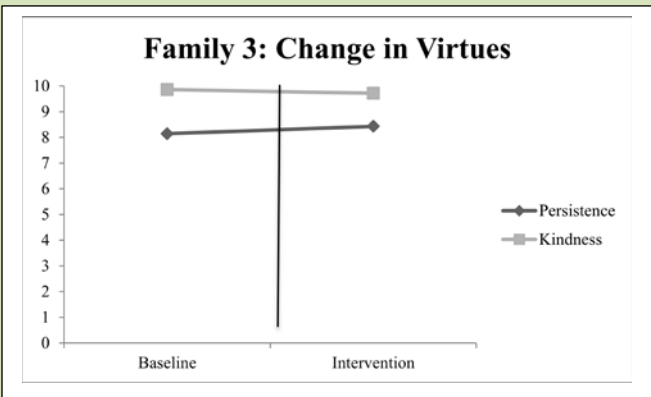 Family 3: Change in Virtues
10
9
8
7
6
5
4
3
2
1
0
Persistence
Kindness
Baseline Intervention